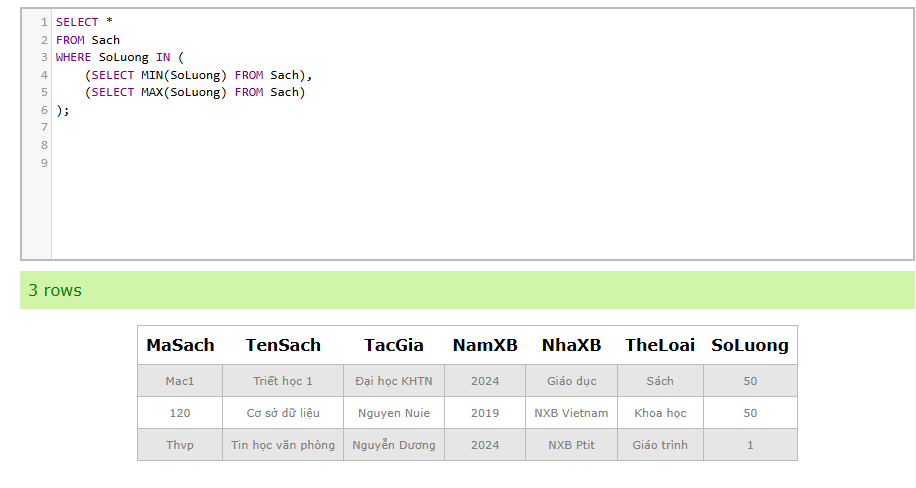 1 SELECT *
2 FROM Sach
3 WHERE SoLuong IN (
4 (SELECT MIN(SoLuong) FROM Sach),
5 (SELECT MAX(SoLuong) FROM Sach)
6 );
7
8
9
3 rows
MaSach TenSach TacGia NamXB NhaXB TheLoai SoLuong
Mac1 Triết học 1 Đại học KHTN 2024 Giáo dục Sách 50
120 Cơ sở dữ liệu Nguyen Nuie 2019 NXB Vietnam Khoa học 50
Thvp Tin học văn phòng Nguyễn Dương 2024 NXB Ptit Giáo trình 1